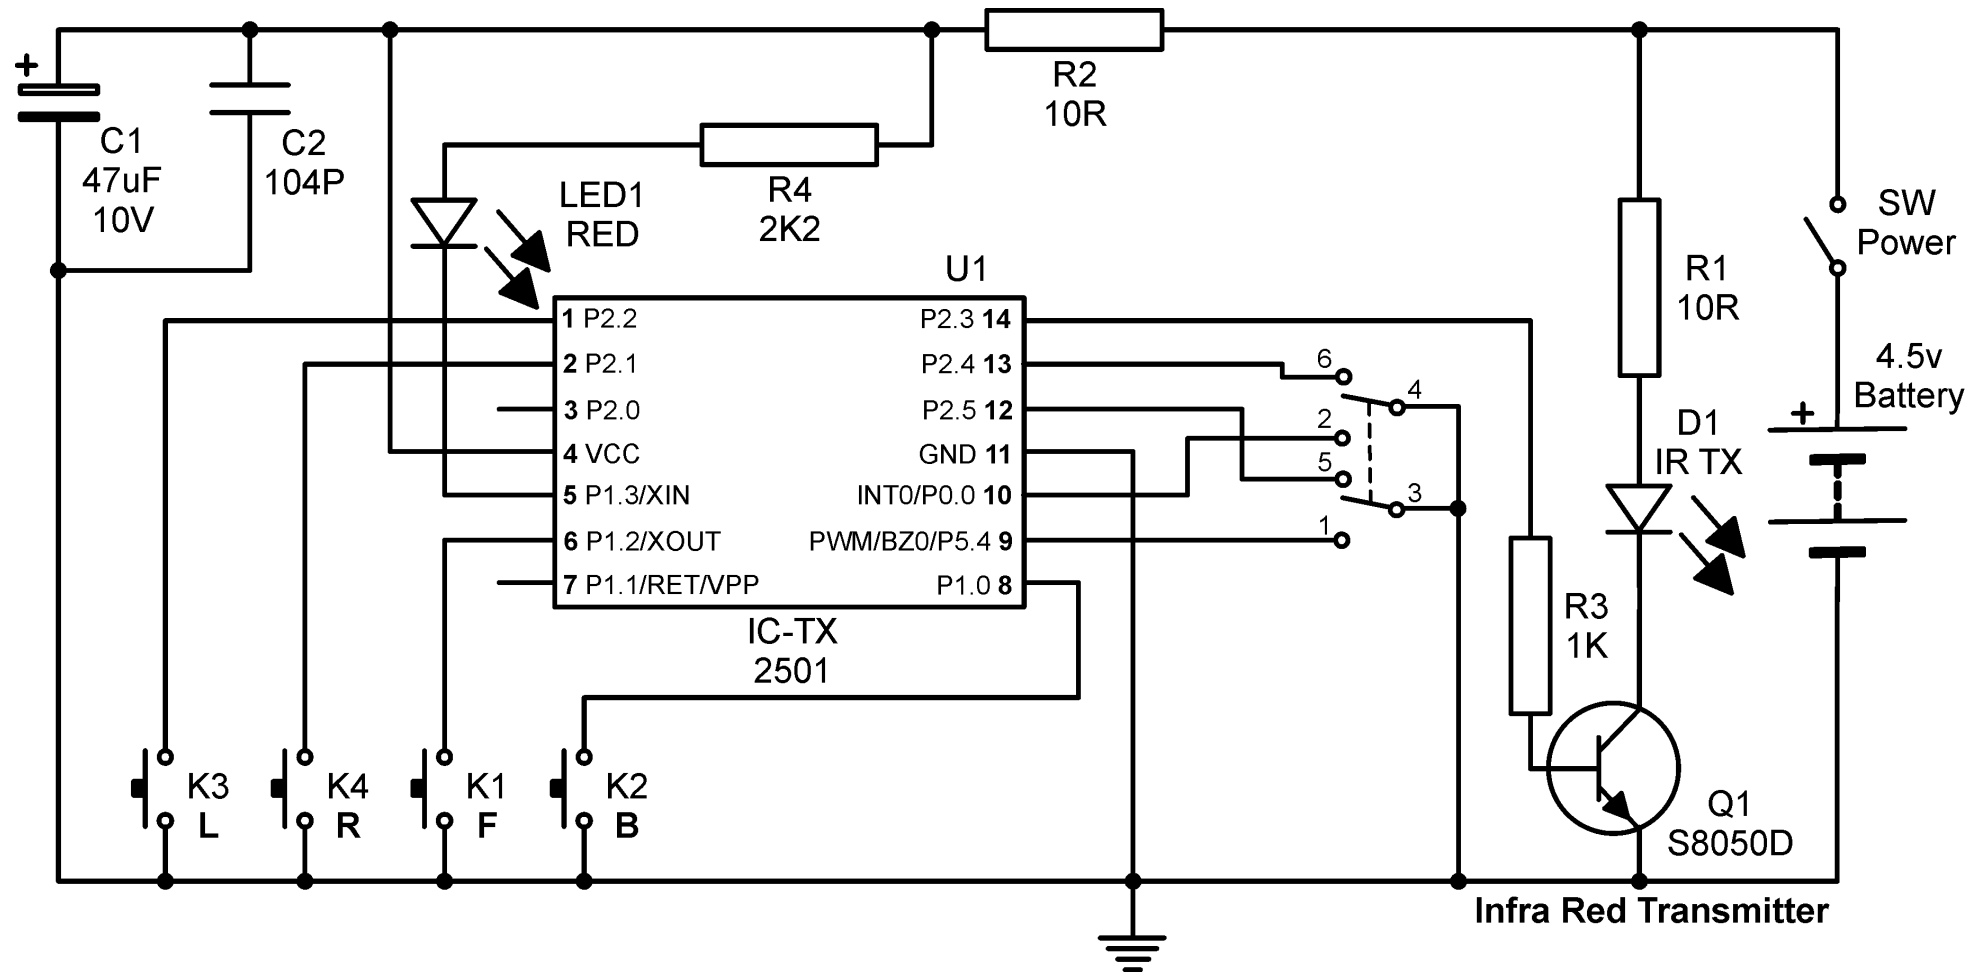 R2
10R
+
C1
47uF
10V
C2
104P
LED1
RED
R4
2K2
SW
Power
R1
10R
U1
1 P2.2
2 P2.1
3 P2.0
4 VCC
5 P1.3/XIN
6 P1.2/XOUT
7 P1.1/RET/VPP
P2.3 14
P2.4 13
P2.5 12
GND 11
INT0/P0.0 10
PWM/BZ0/P5.4 9
P1.0 8
IC-TX
2501
6
4
2
5
3
1
4.5v
Battery
+
D1
IR TX
R3
1K
K3
L
K4
R
K1
F
K2
B
Q1
S8050D
Infra Red Transmitter